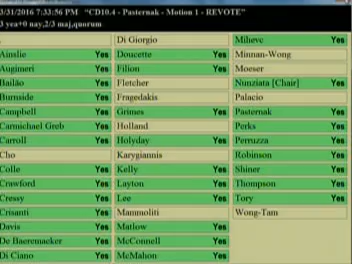 3/31/2016 7:33:56 PM "CD10.4 - Pasternak - Motion 1 - REVOTE"
3 yea+0 nay,2/3 maj,quorum
Ainslie Yes
Augimeri Yes
Bailão Yes
Burnside Yes
Campbell Yes
Carmichael Greb Yes
Carroll Yes
Cho
Colle Yes
Crawford Yes
Cressy Yes
Crisanti Yes
Davis Yes
De Baeremaeker Yes
Di Ciano Yes
Di Giorgio
Doucette Yes
Filion Yes
Fletcher
Fragedakis
Grimes Yes
Holland
Holyday Yes
Karygiannis
Kelly Yes
Layton Yes
Lee Yes
Mammoliti
Matlow Yes
McConnell Yes
McMahon Yes
Mihevc Yes
Minnan-Wong
Moeser
Nunziata [Chair] Yes
Palacio
Pasternak Yes
Perks Yes
Perruzza Yes
Robinson Yes
Shiner Yes
Thompson Yes
Tory Yes
Wong-Tam